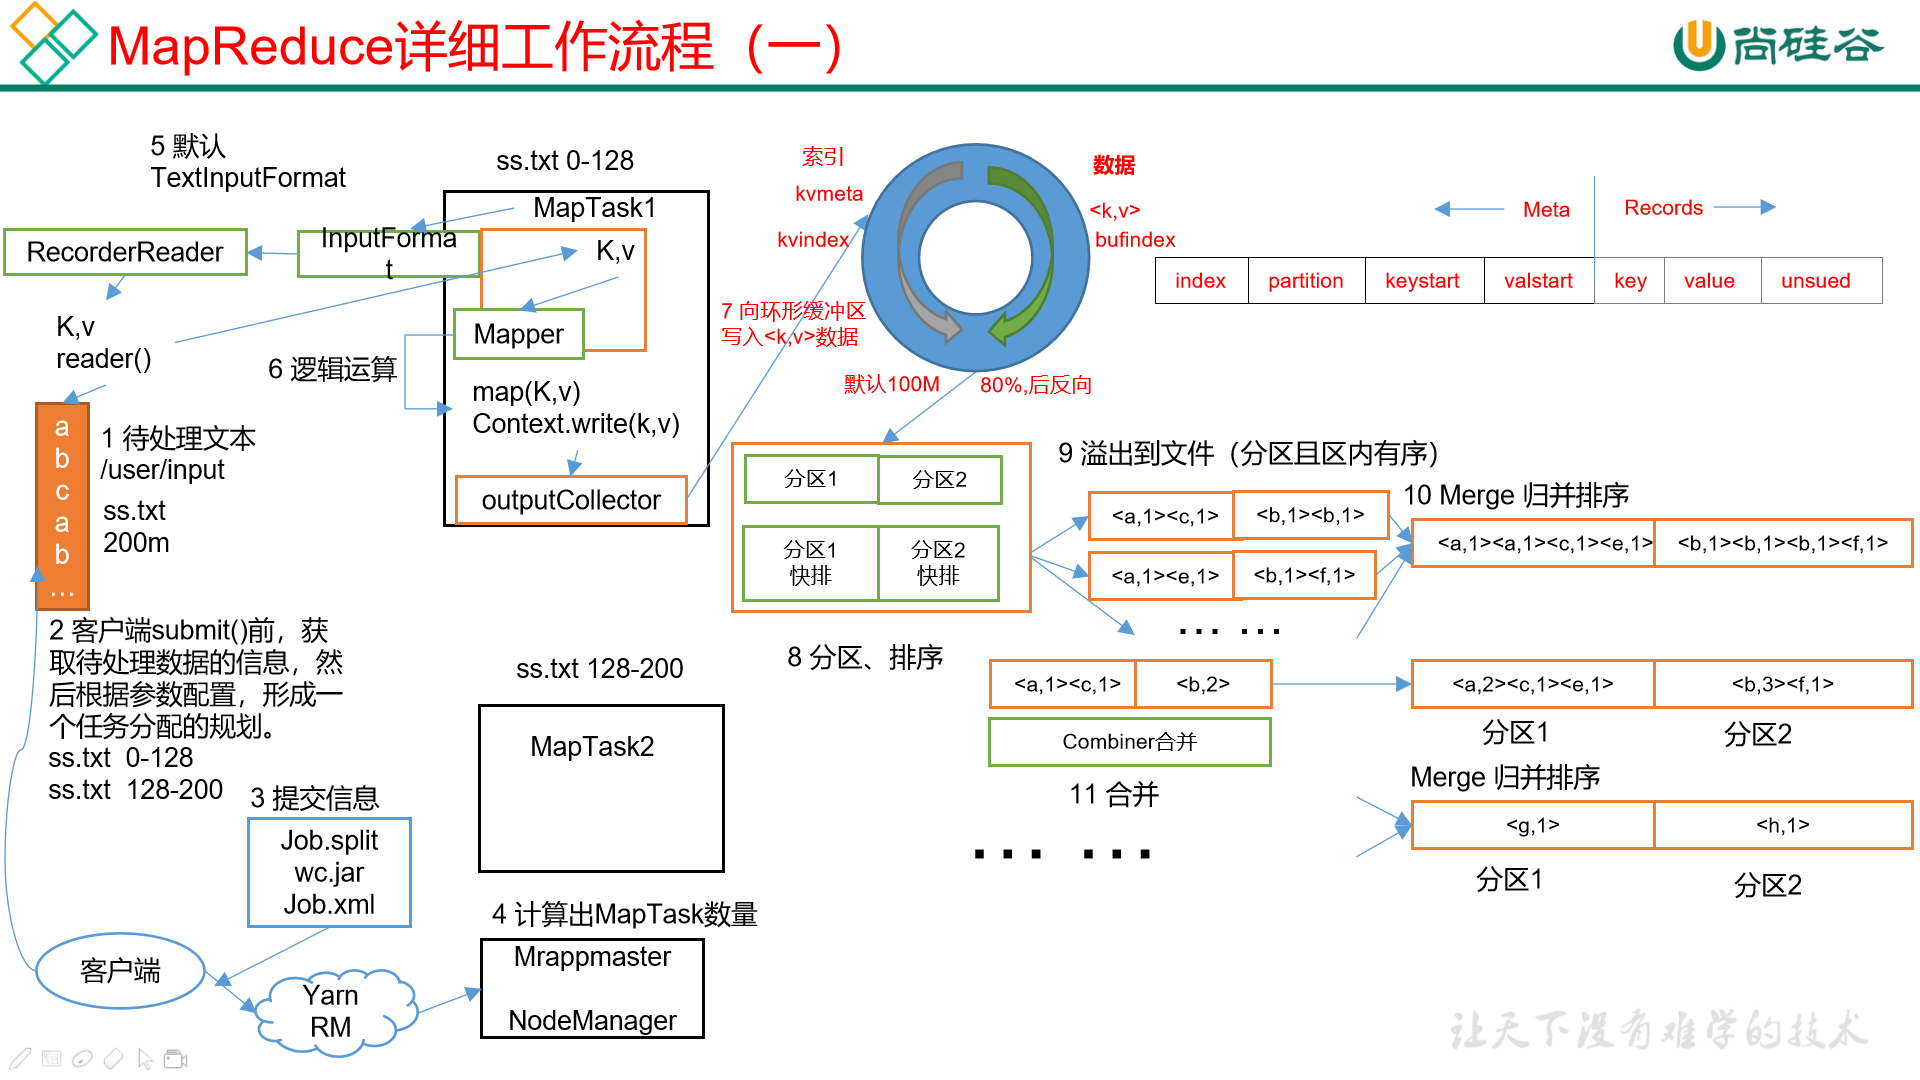 MapReduce详细工作流程（一）
尚硅谷
5 默认
TextInputFormat
ss.txt 0-128
MapTask1
RecorderReader
InputForma
t
K,v
K,v
reader()
Mapper
6 逻辑运算
map(K,v)
Context.write(k,v)
outputCollector
a
b
c
a
b
...
1 待处理文本
/user/input
ss.txt
200m
2 客户端submit()前，获
取待处理数据的信息，然
后根据参数配置，形成一
个任务分配的规划。
ss.txt  0-128
ss.txt  128-200
3 提交信息
Job.split
wc.jar
Job.xml
客户端
Yarn
RM
ss.txt 128-200
MapTask2
4 计算出MapTask数量
Mrappmaster
NodeManager
索引
kvmeta
kvindex
数据
<k,v>
bufindex
7 向环形缓冲区
写入<k,v>数据
默认100M
80%,后反向
Meta
Records
index partition keystart valstart key value unsued
分区1 分区2
分区1
快排
分区2
快排
8 分区、排序
9 溢出到文件（分区且区内有序）
<a,1><c,1> <b,1><b,1>
<a,1><e,1> <b,1><f,1>
... ...
10 Merge 归并排序
<a,1><a,1><c,1><e,1> <b,1><b,1><b,1><f,1>
<a,1><c,1> <b,2>
Combiner合并
11 合并
... ...
<a,2><c,1><e,1> <b,3><f,1>
分区1 分区2
Merge 归并排序
<g,1> <h,1>
分区1 分区2
让天下没有难学的技术